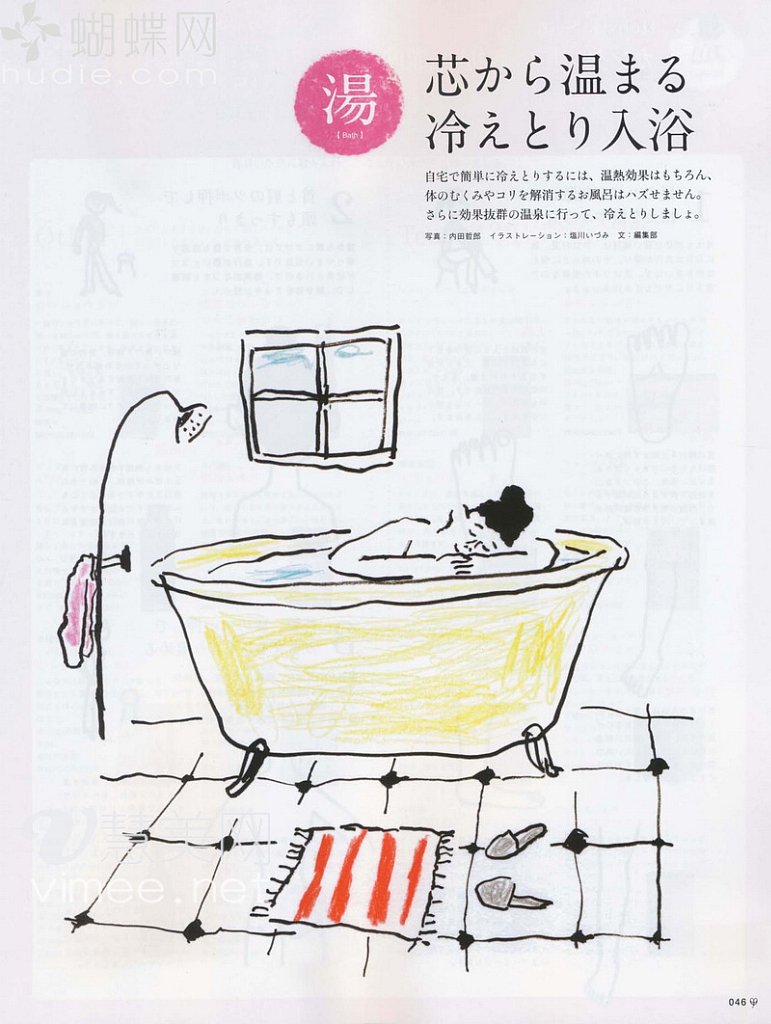 蝴蝶网
hudie.com
湯
【Bath】
芯から温まる
冷えとり入浴
自宅で簡単に冷えとりするには、温熱効果はもちろん、
体のむくみやコリを解消するお風呂はハズせません。
さらに効果抜群の温泉に行って、冷えとりしましょ。
写真：内田哲郎　イラストレーション：塩川いづみ　文：編集部
慧美网
vimee.net
046